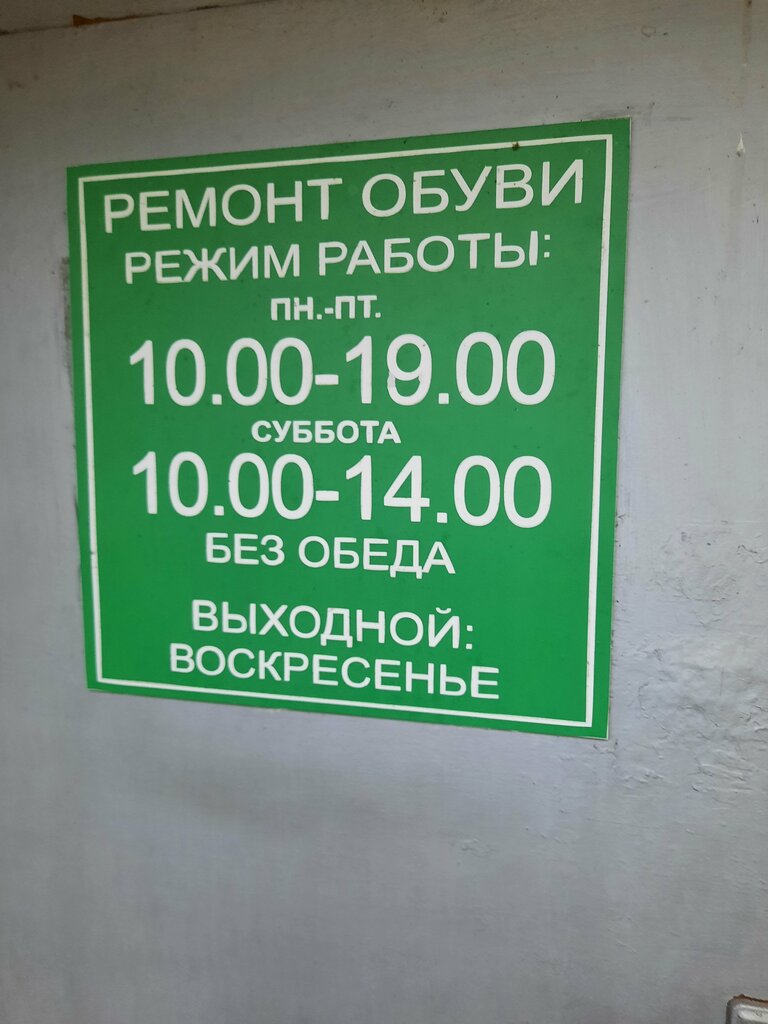 РЕМОНТ ОБУВИ
РЕЖИМ РАБОТЫ:
ПН.-ПТ.
10.00-19.00
СУББОТА
10.00-14.00
БЕЗ ОБЕДА
ВЫХОДНОЙ:
ВОСКРЕСЕНЬЕ